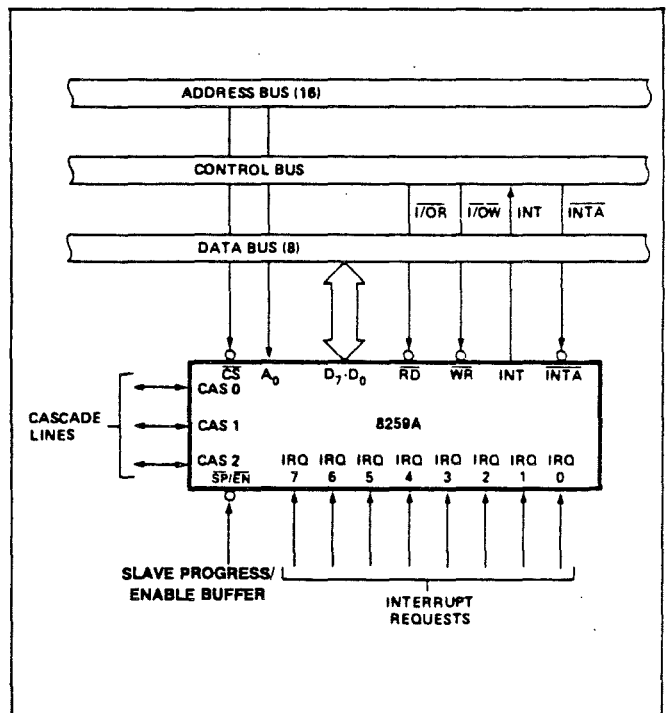 ADDRESS BUS (16)
CONTROL BUS
I/OR I/OW INT INTA
DATA BUS (8)
CS A0 D7-D0 RD WR INT INTA
CAS 0
CASCADE LINES
CAS 1
8259A
CAS 2
IRQ IRQ IRQ IRQ IRQ IRQ IRQ IRQ
SP/EN 7 6 5 4 3 2 1 0
SLAVE PROGRESS/
ENABLE BUFFER
INTERRUPT
REQUESTS